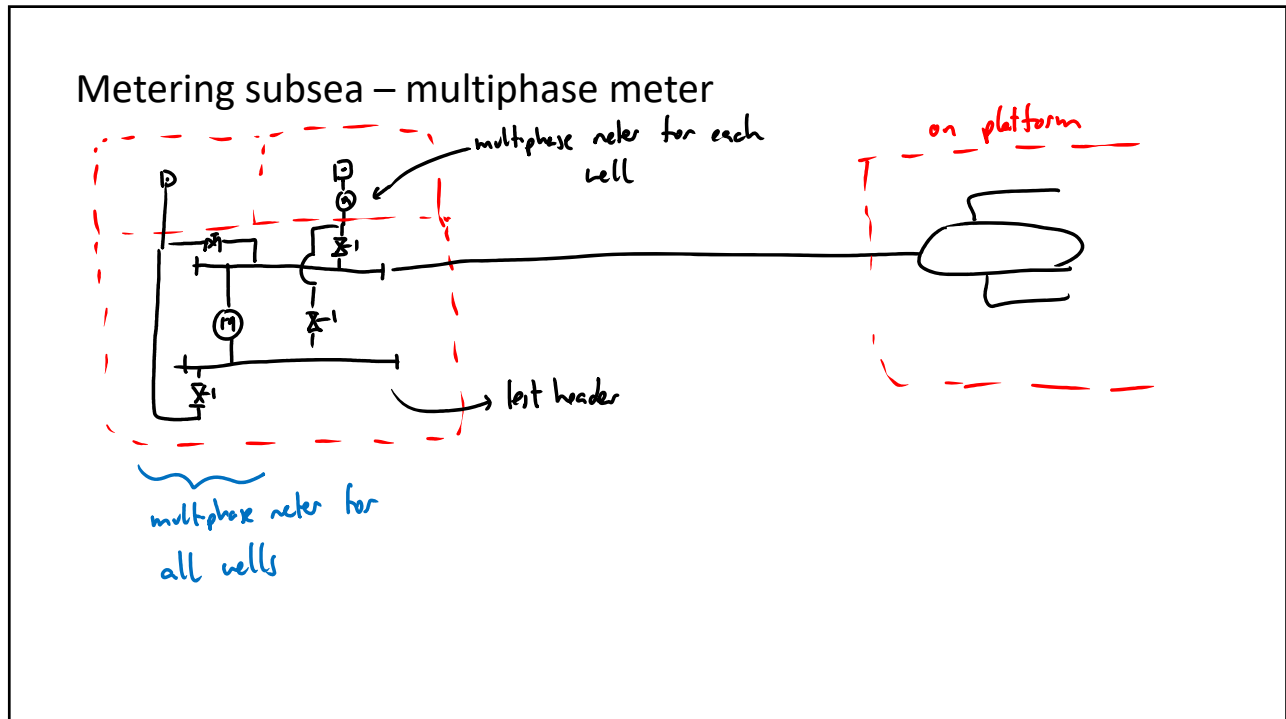 Metering subsea – multiphase meter
on platform
multiphase meter for each
well
M
test header
multiphase meter for
all wells